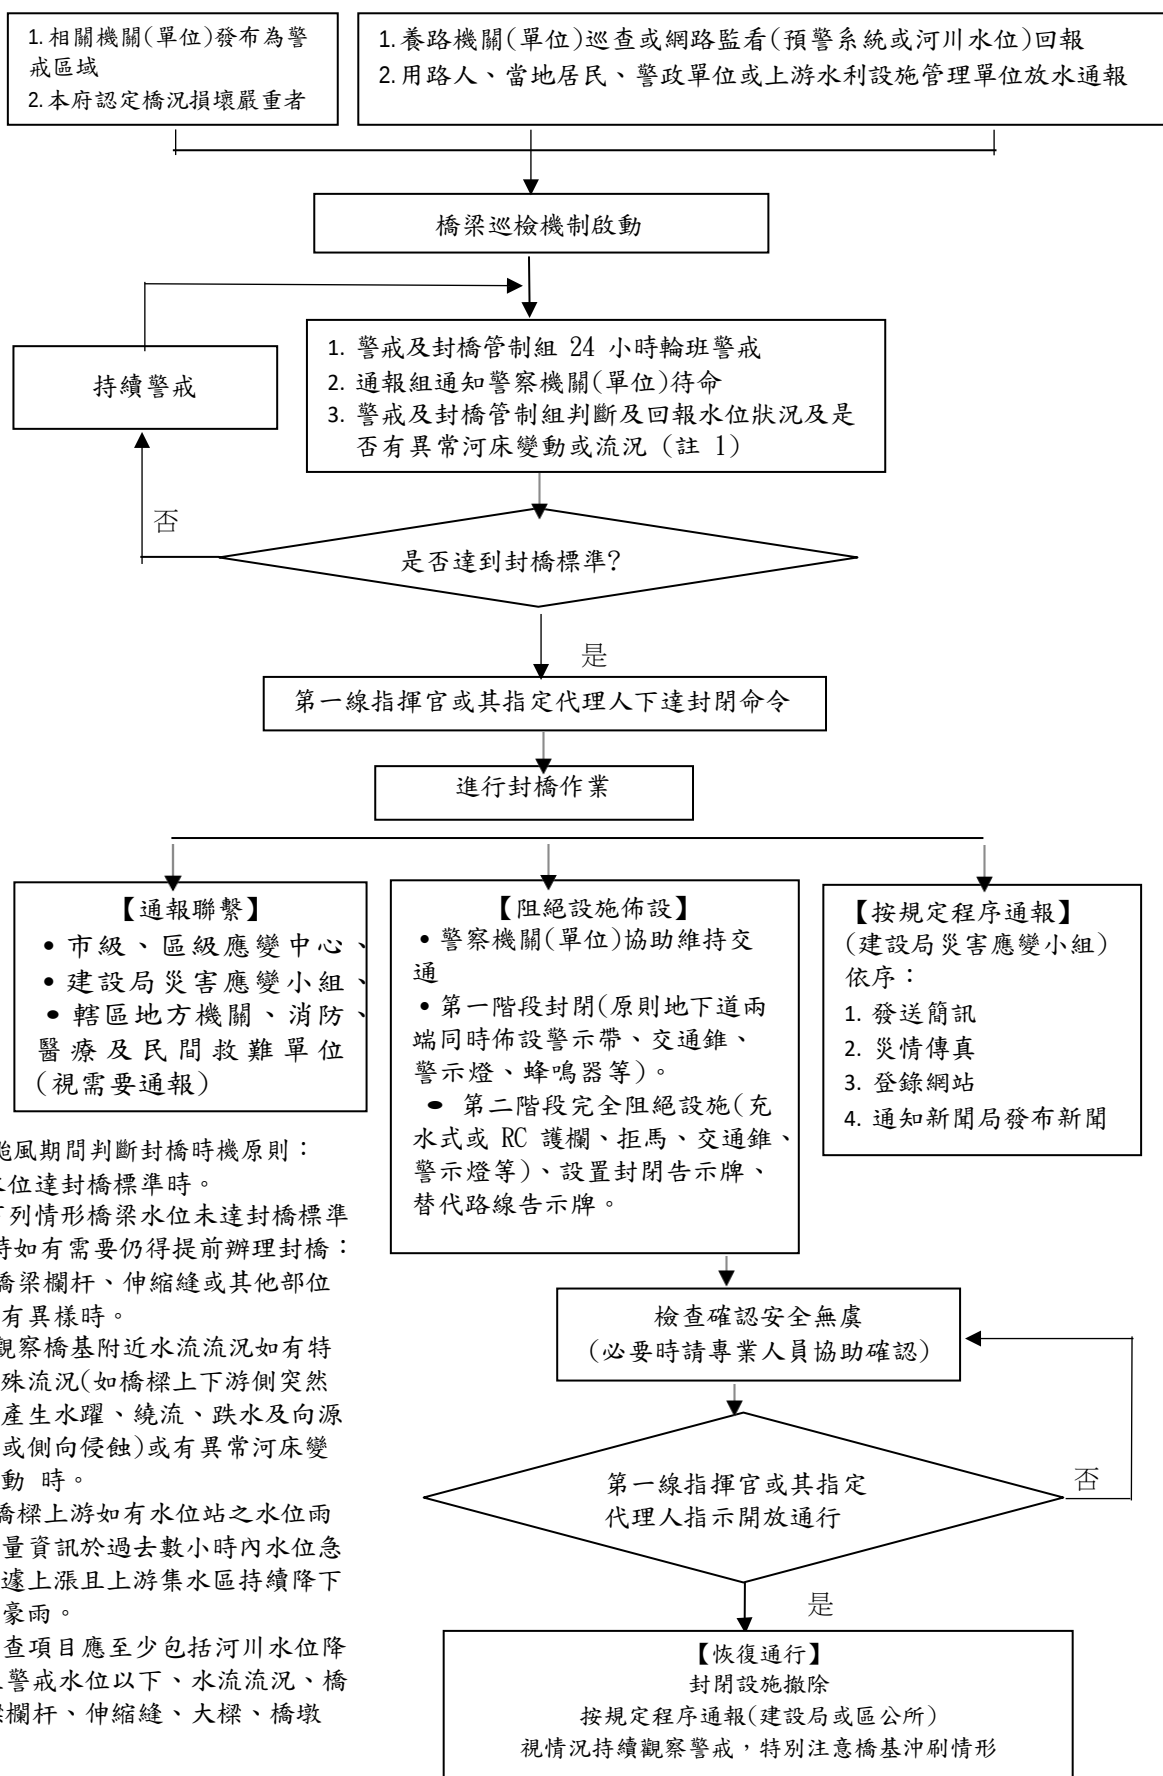 1. 相關機關(單位)發布為警
戒區域
2. 本府認定橋況損壞嚴重者
1. 養路機關(單位)巡查或網路監看(預警系統或河川水位)回報
2. 用路人、當地居民、警政單位或上游水利設施管理單位放水通報
橋梁巡檢機制啟動
持續警戒
1. 警戒及封橋管制組 24 小時輪班警戒
2. 通報組通知警察機關(單位)待命
3. 警戒及封橋管制組判斷及回報水位狀況及是
否有異常河床變動或流況 (註 1)
否
是否達到封橋標準?
是
第一線指揮官或其指定代理人下達封閉命令
進行封橋作業
【通報聯繫】
• 市級、區級應變中心、
• 建設局災害應變小組、
• 轄區地方機關、消防、
醫療及民間救難單位
(視需要通報)
【阻絕設施佈設】
• 警察機關(單位)協助維持交
通
• 第一階段封閉(原則地下道兩
端同時佈設警示帶、交通錐、
警示燈、蜂鳴器等)。
• 第二階段完全阻絕設施(充
水式或 RC 護欄、拒馬、交通錐、
警示燈等)、設置封閉告示牌、
替代路線告示牌。
【按規定程序通報】
(建設局災害應變小組)
依序：
1. 發送簡訊
2. 災情傳真
3. 登錄網站
4. 通知新聞局發布新聞
颱風期間判斷封橋時機原則：
水位達封橋標準時。
下列情形橋梁水位未達封橋標準
時如有需要仍得提前辦理封橋：
橋梁欄杆、伸縮縫或其他部位
有異樣時。
觀察橋基附近水流流況如有特
殊流況(如橋樑上下游側突然
產生水躍、繞流、跌水及向源
或側向侵蝕)或有異常河床變
動 時。
橋樑上游如有水位站之水位雨
量資訊於過去數小時內水位急
遽上漲且上游集水區持續降下
豪雨。
查項目應至少包括河川水位降
至警戒水位以下、水流流況、橋
樑欄杆、伸縮縫、大樑、橋墩
檢查確認安全無虞
(必要時請專業人員協助確認)
第一線指揮官或其指定
代理人指示開放通行
否
是
【恢復通行】
封閉設施撤除
按規定程序通報(建設局或區公所)
視情況持續觀察警戒，特別注意橋基沖刷情形